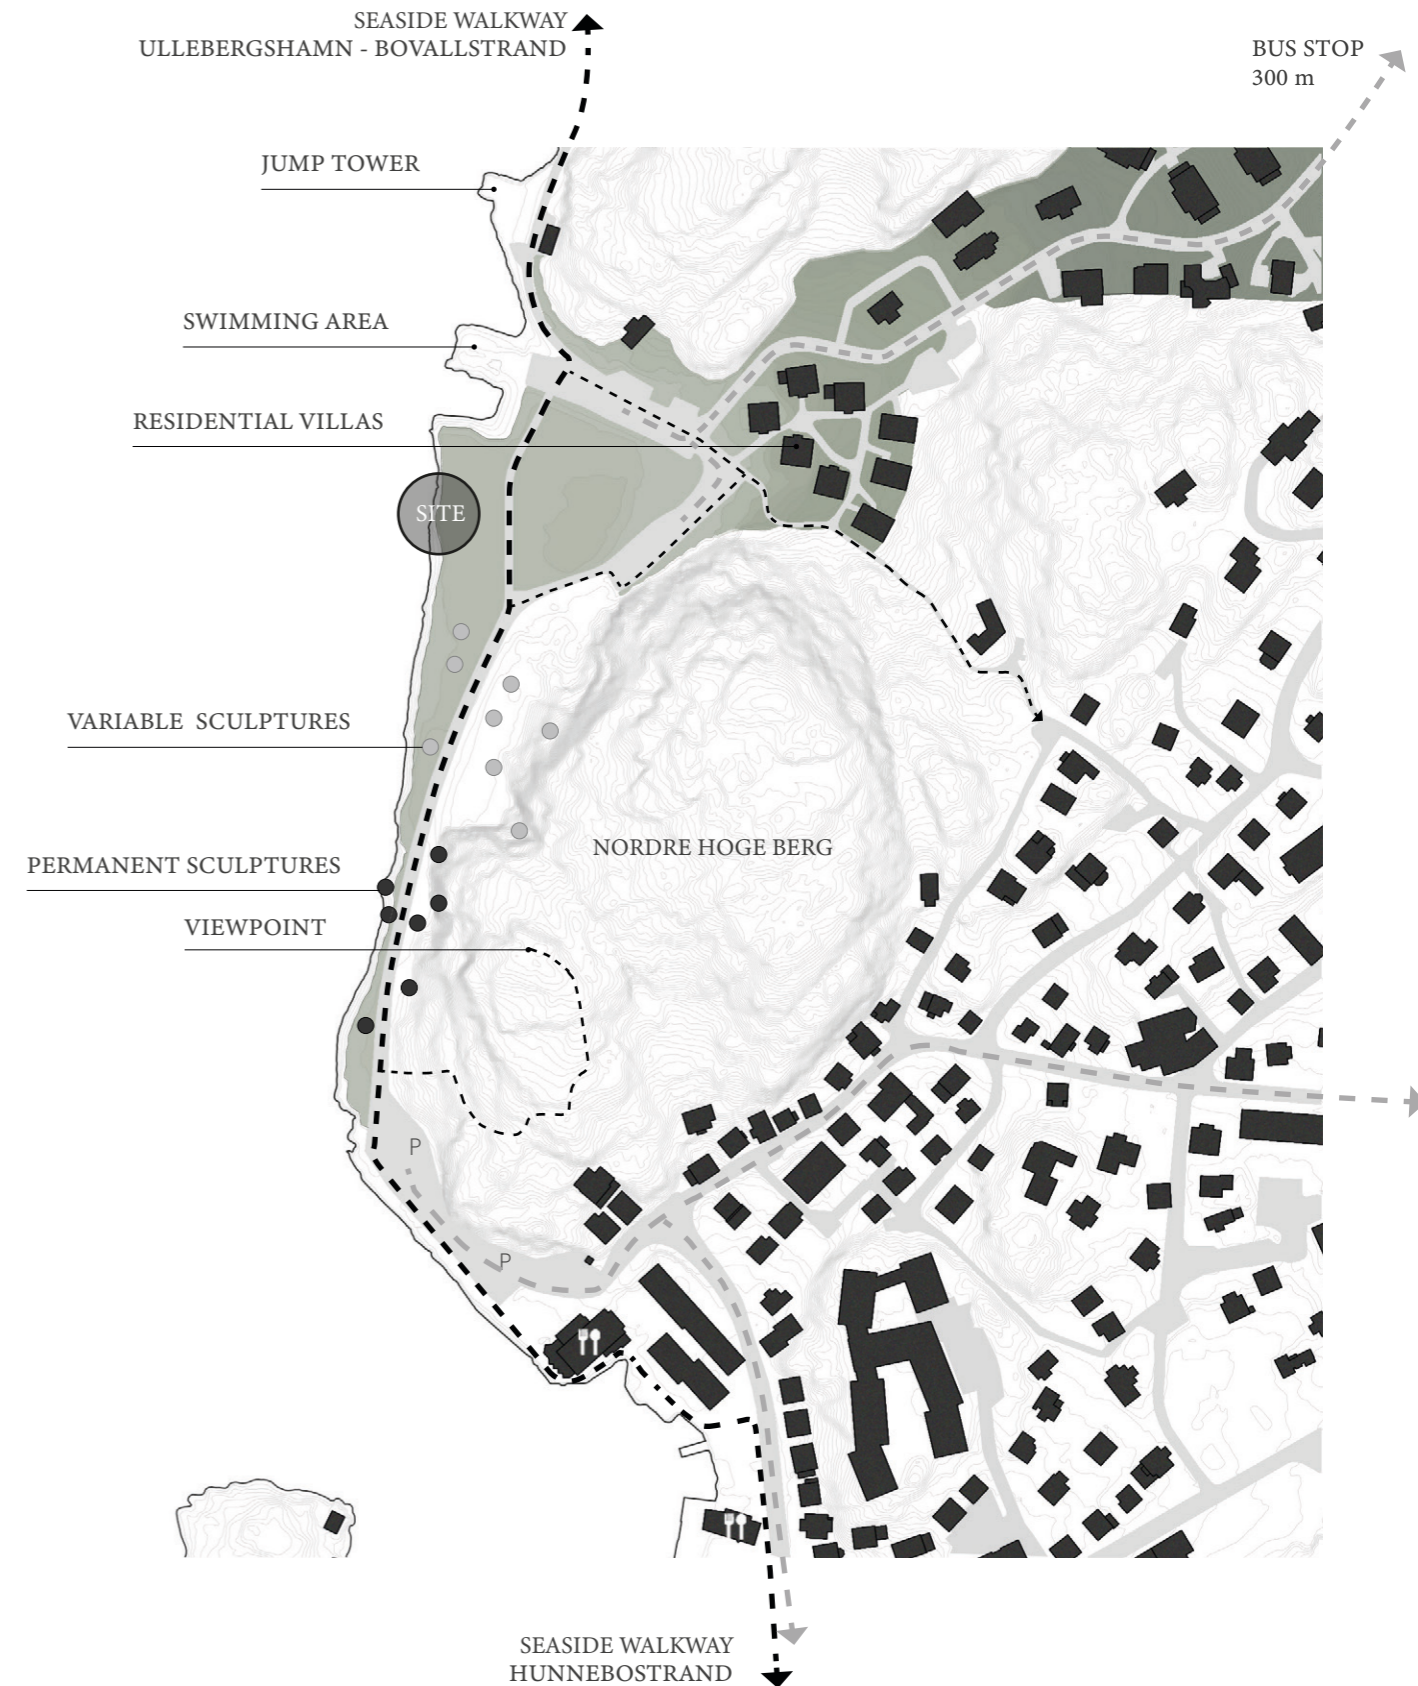 SEASIDE WALKWAY
ULLEBERGSHAMN - BOVALLSTRAND
BUS STOP
300 m
JUMP TOWER
SWIMMING AREA
RESIDENTIAL VILLAS
SITE
VARIABLE SCULPTURES
NORDRE HOGE BERG
PERMANENT SCULPTURES
VIEWPOINT
P
P
SEASIDE WALKWAY
HUNNEBOSTRAND